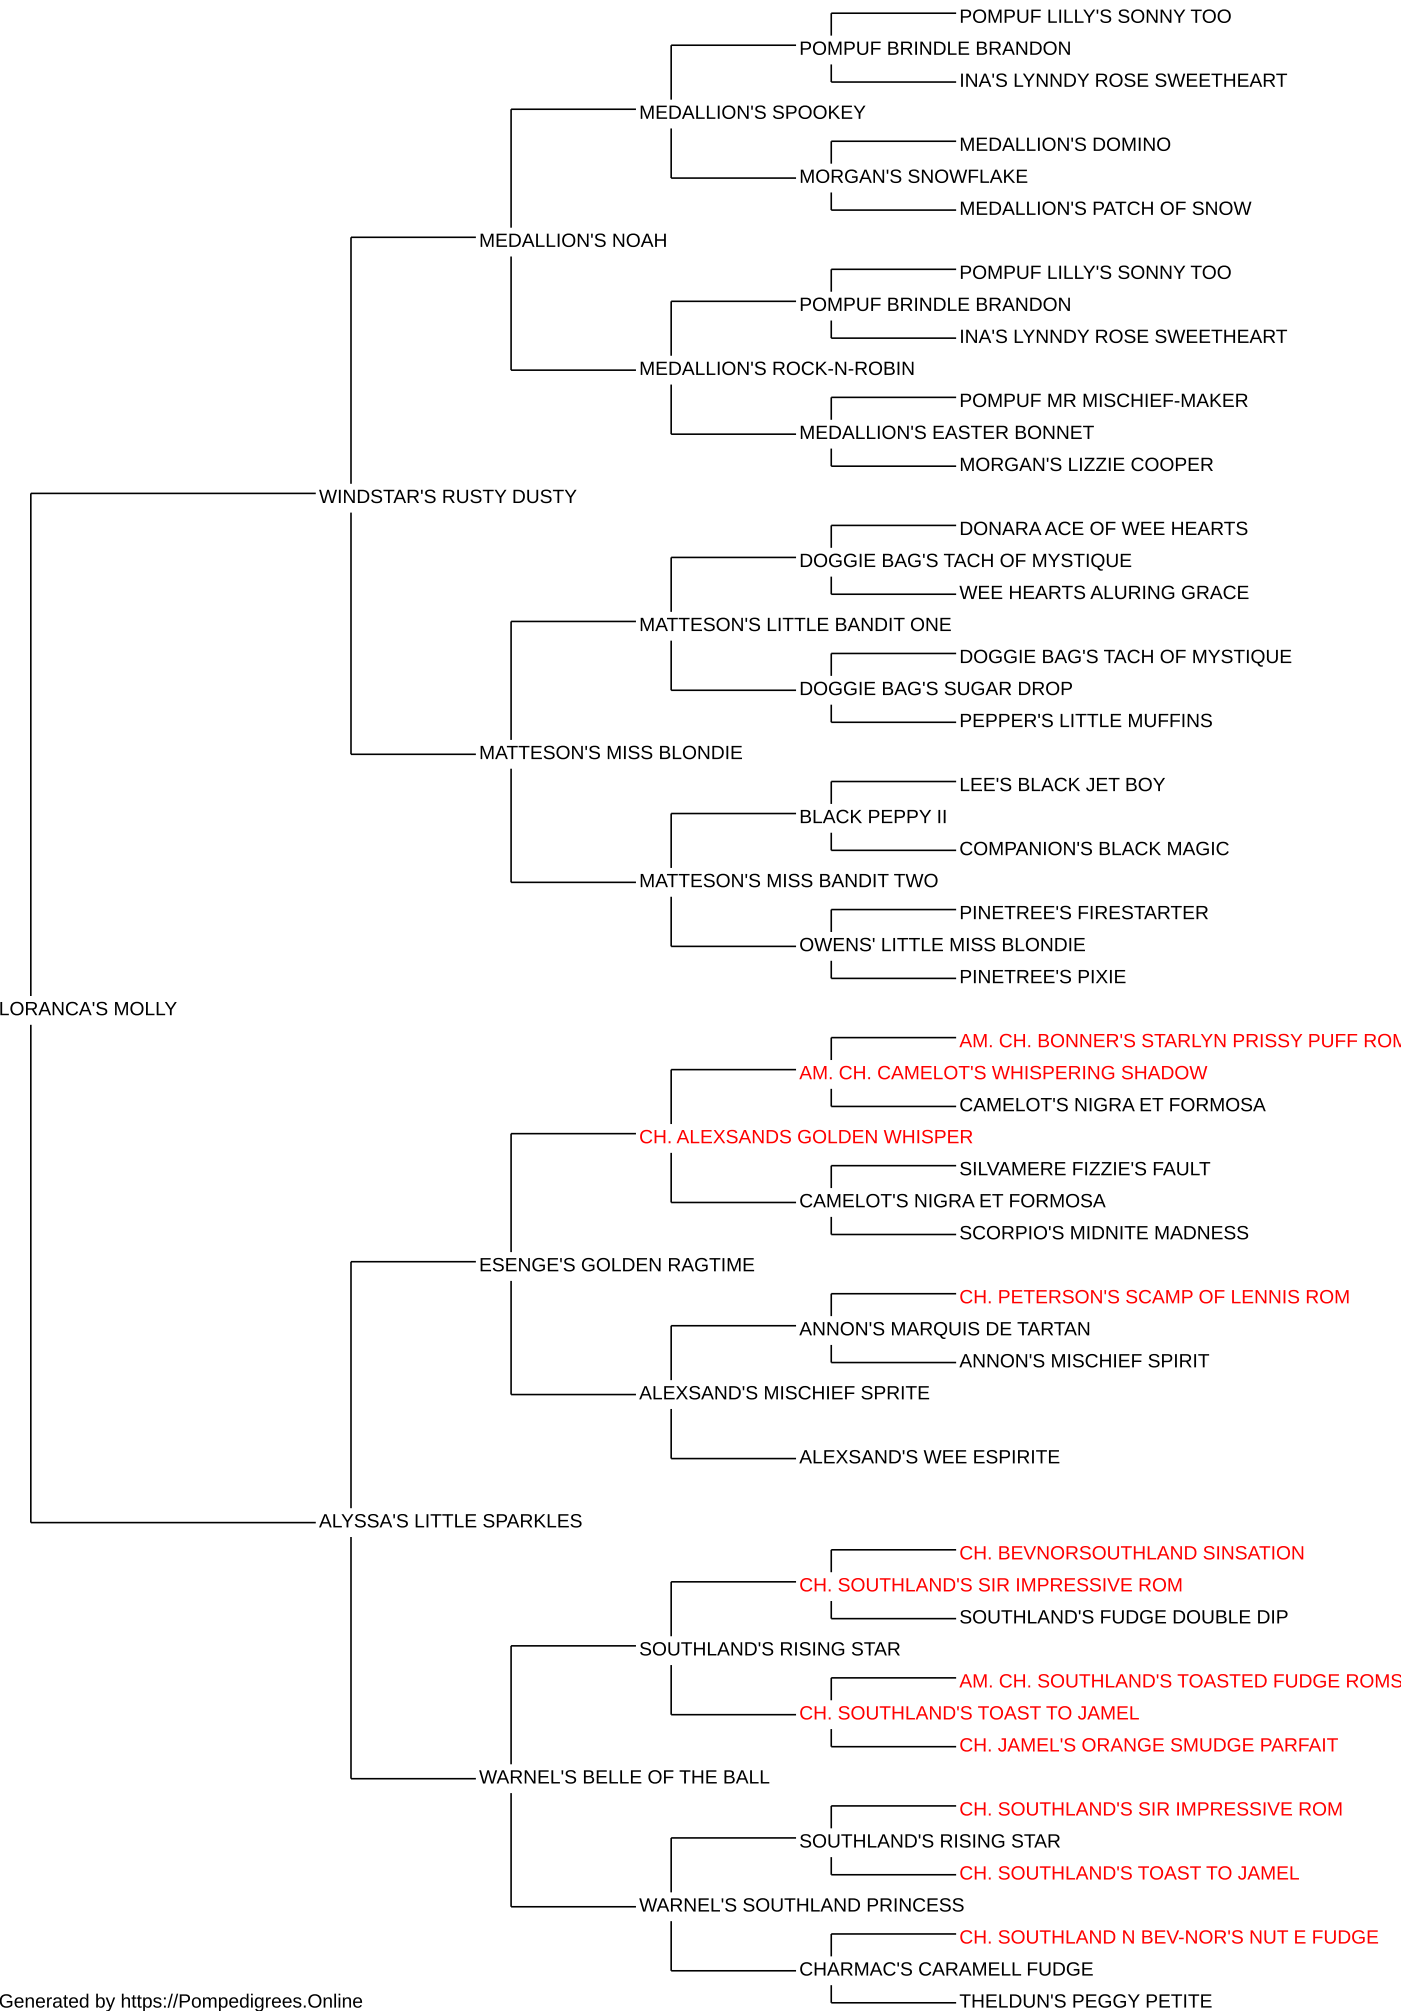 POMPUF LILLY'S SONNY TOO
POMPUF BRINDLE BRANDON
INA'S LYNNDY ROSE SWEETHEART
MEDALLION'S SPOOKEY
MEDALLION'S DOMINO
MORGAN'S SNOWFLAKE
MEDALLION'S PATCH OF SNOW
MEDALLION'S NOAH
POMPUF LILLY'S SONNY TOO
POMPUF BRINDLE BRANDON
INA'S LYNNDY ROSE SWEETHEART
MEDALLION'S ROCK-N-ROBIN
POMPUF MR MISCHIEF-MAKER
MEDALLION'S EASTER BONNET
MORGAN'S LIZZIE COOPER
WINDSTAR'S RUSTY DUSTY
DONARA ACE OF WEE HEARTS
DOGGIE BAG'S TACH OF MYSTIQUE
WEE HEARTS ALURING GRACE
MATTESON'S LITTLE BANDIT ONE
DOGGIE BAG'S TACH OF MYSTIQUE
DOGGIE BAG'S SUGAR DROP
PEPPER'S LITTLE MUFFINS
MATTESON'S MISS BLONDIE
LEE'S BLACK JET BOY
BLACK PEPPY II
COMPANION'S BLACK MAGIC
MATTESON'S MISS BANDIT TWO
PINETREE'S FIRESTARTER
OWENS' LITTLE MISS BLONDIE
PINETREE'S PIXIE
LORANCA'S MOLLY
AM. CH. BONNER'S STARLYN PRISSY PUFF ROM
AM. CH. CAMELOT'S WHISPERING SHADOW
CAMELOT'S NIGRA ET FORMOSA
CH. ALEXSANDS GOLDEN WHISPER
SILVAMERE FIZZIE'S FAULT
CAMELOT'S NIGRA ET FORMOSA
SCORPIO'S MIDNITE MADNESS
ESENGE'S GOLDEN RAGTIME
CH. PETERSON'S SCAMP OF LENNIS ROM
ANNON'S MARQUIS DE TARTAN
ANNON'S MISCHIEF SPIRIT
ALEXSAND'S MISCHIEF SPRITE
ALEXSAND'S WEE ESPIRITE
ALYSSA'S LITTLE SPARKLES
CH. BEVNORSOUTHLAND SINSATION
CH. SOUTHLAND'S SIR IMPRESSIVE ROM
SOUTHLAND'S FUDGE DOUBLE DIP
SOUTHLAND'S RISING STAR
AM. CH. SOUTHLAND'S TOASTED FUDGE ROMS
CH. SOUTHLAND'S TOAST TO JAMEL
CH. JAMEL'S ORANGE SMUDGE PARFAIT
WARNEL'S BELLE OF THE BALL
CH. SOUTHLAND'S SIR IMPRESSIVE ROM
SOUTHLAND'S RISING STAR
CH. SOUTHLAND'S TOAST TO JAMEL
WARNEL'S SOUTHLAND PRINCESS
CH. SOUTHLAND N BEV-NOR'S NUT E FUDGE
CHARMAC'S CARAMELL FUDGE
THELDUN'S PEGGY PETITE
Generated by https://Pompedigrees.Online